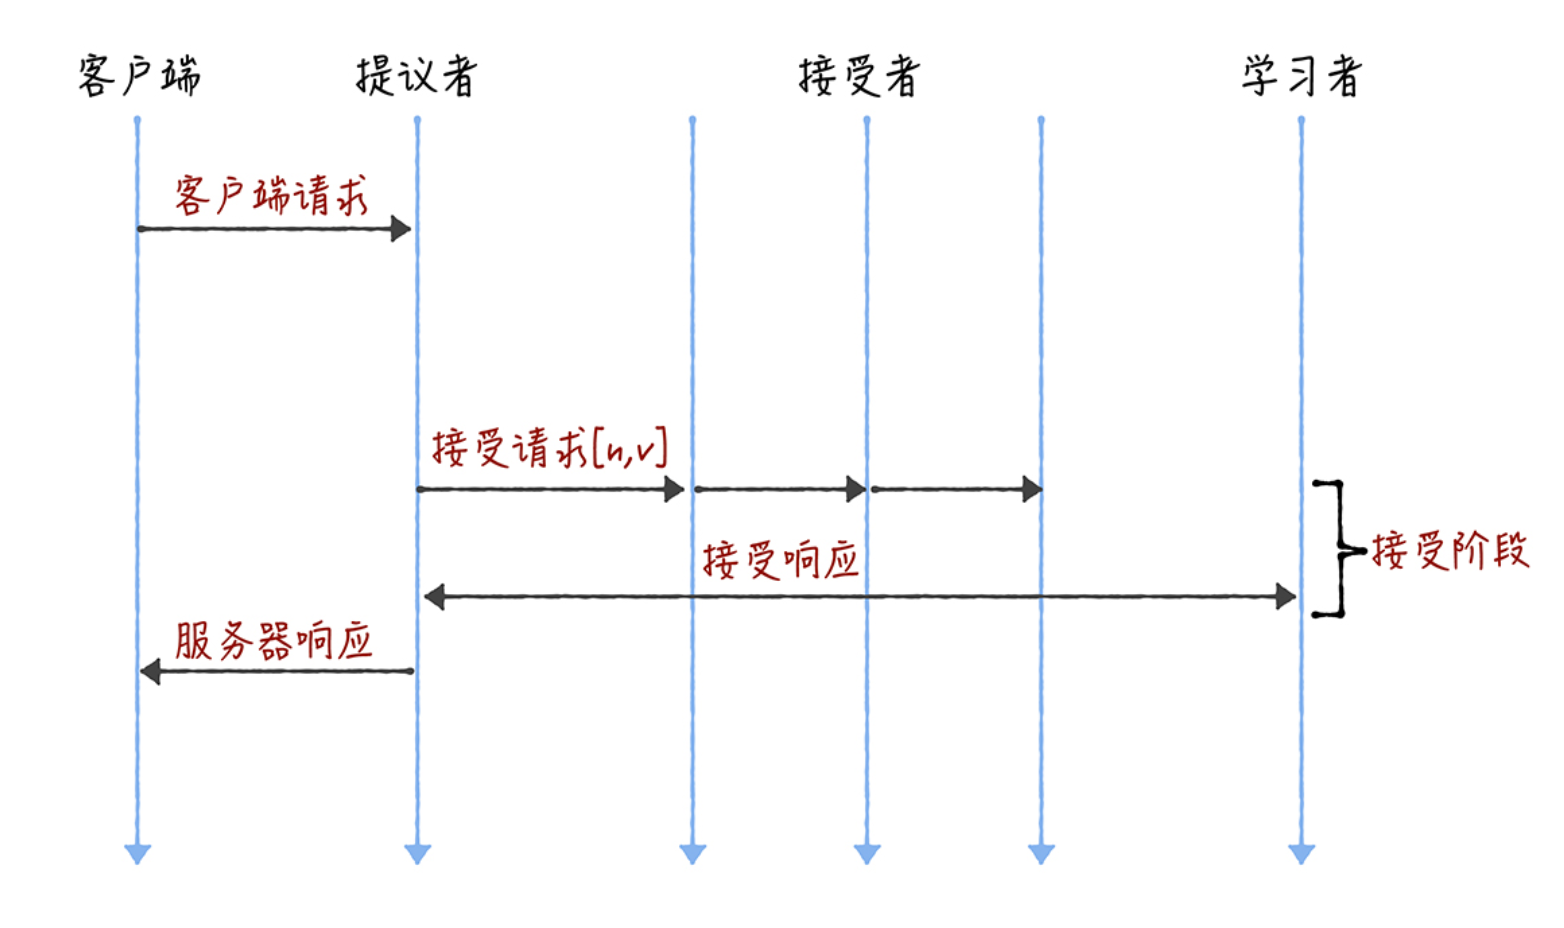 客户端
提议者
接受者
学习者
客户端请求
接受请求[n,v]
接受响应
接受阶段
服务器响应